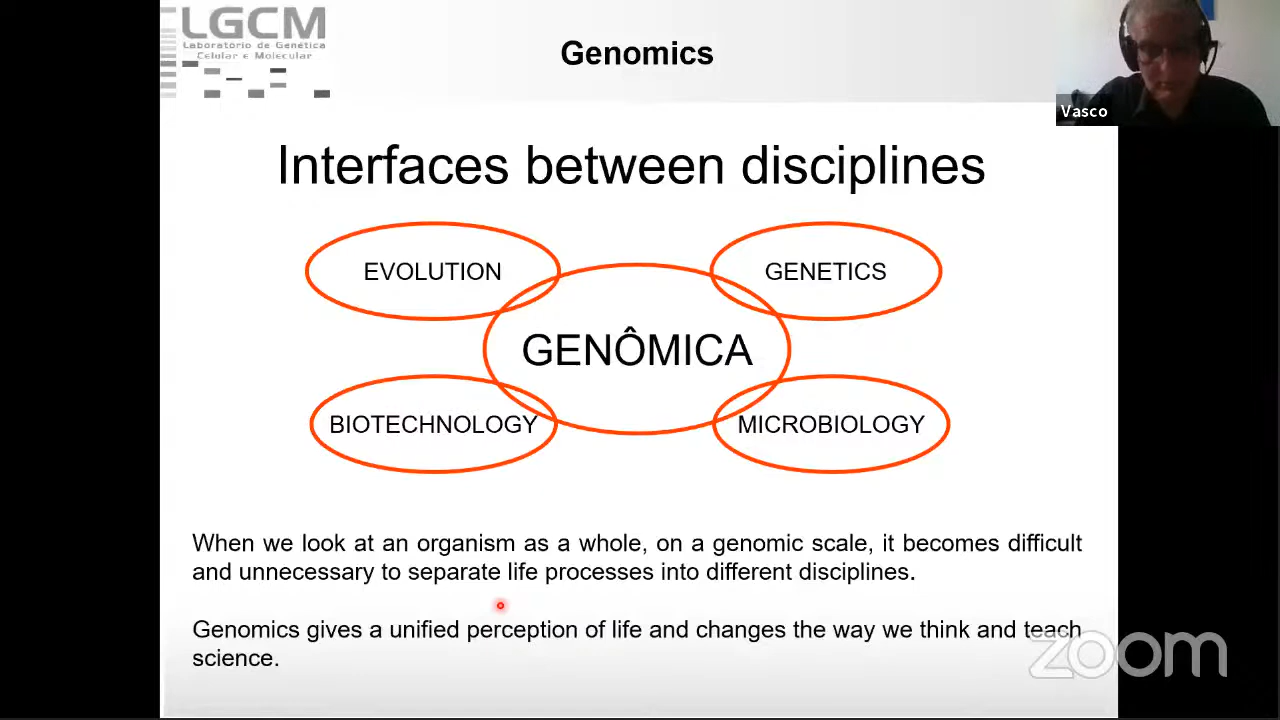 LGCM
Laboratório de Genética
Celular e Molecular
Genomics
Vasco
Interfaces between disciplines
EVOLUTION
GENETICS
GENÔMICA
BIOTECHNOLOGY
MICROBIOLOGY
When we look at an organism as a whole, on a genomic scale, it becomes difficult
and unnecessary to separate life processes into different disciplines.
Genomics gives a unified perception of life and changes the way we think and teach
science.
zoom